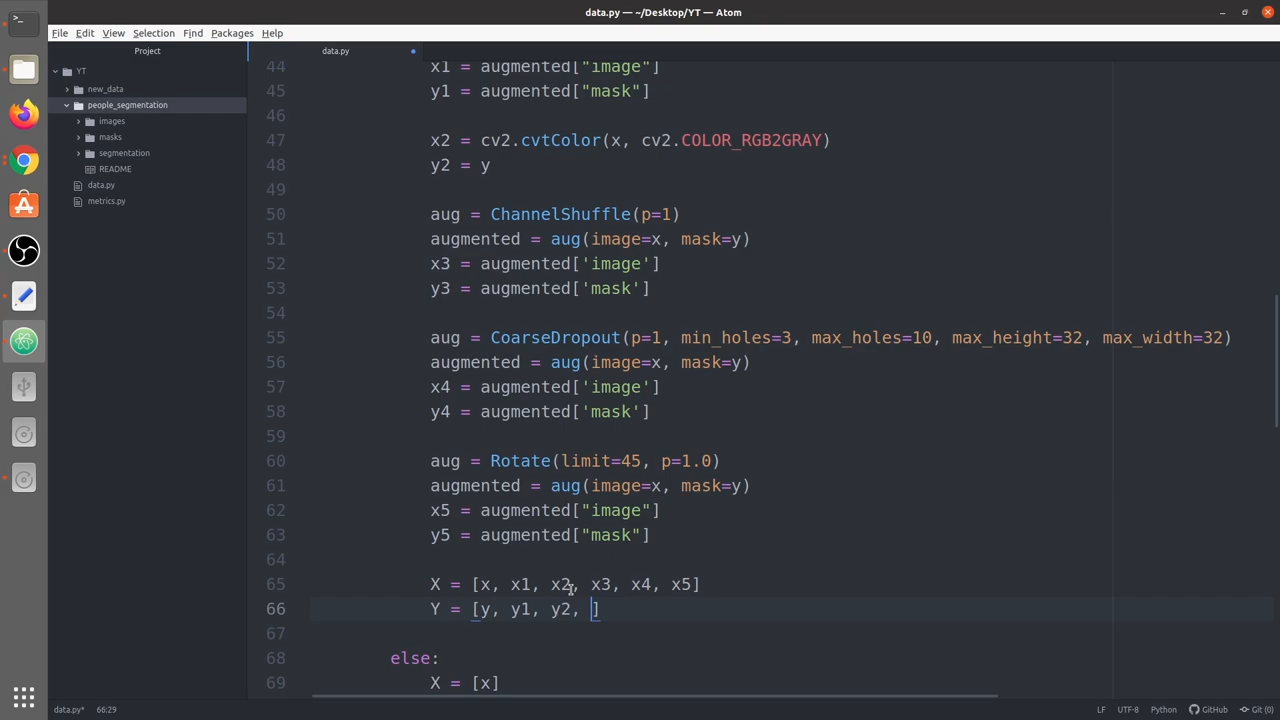 data.py — ~/Desktop/YT — Atom
File Edit View Selection Find Packages Help
Project
data.py
YT
new_data
people_segmentation
images
masks
segmentation
README
data.py
metrics.py
44 x1 = augmented["image"]
45 y1 = augmented["mask"]
46
47 x2 = cv2.cvtColor(x, cv2.COLOR_RGB2GRAY)
48 y2 = y
49
50 aug = ChannelShuffle(p=1)
51 augmented = aug(image=x, mask=y)
52 x3 = augmented['image']
53 y3 = augmented['mask']
54
55 aug = CoarseDropout(p=1, min_holes=3, max_holes=10, max_height=32, max_width=32)
56 augmented = aug(image=x, mask=y)
57 x4 = augmented['image']
58 y4 = augmented['mask']
59
60 aug = Rotate(limit=45, p=1.0)
61 augmented = aug(image=x, mask=y)
62 x5 = augmented["image"]
63 y5 = augmented["mask"]
64
65 X = [x, x1, x2, x3, x4, x5]
66 Y = [y, y1, y2, ]
67
68 else:
69 X = [x]
data.py* 66:29 LF UTF-8 Python GitHub Git (0)